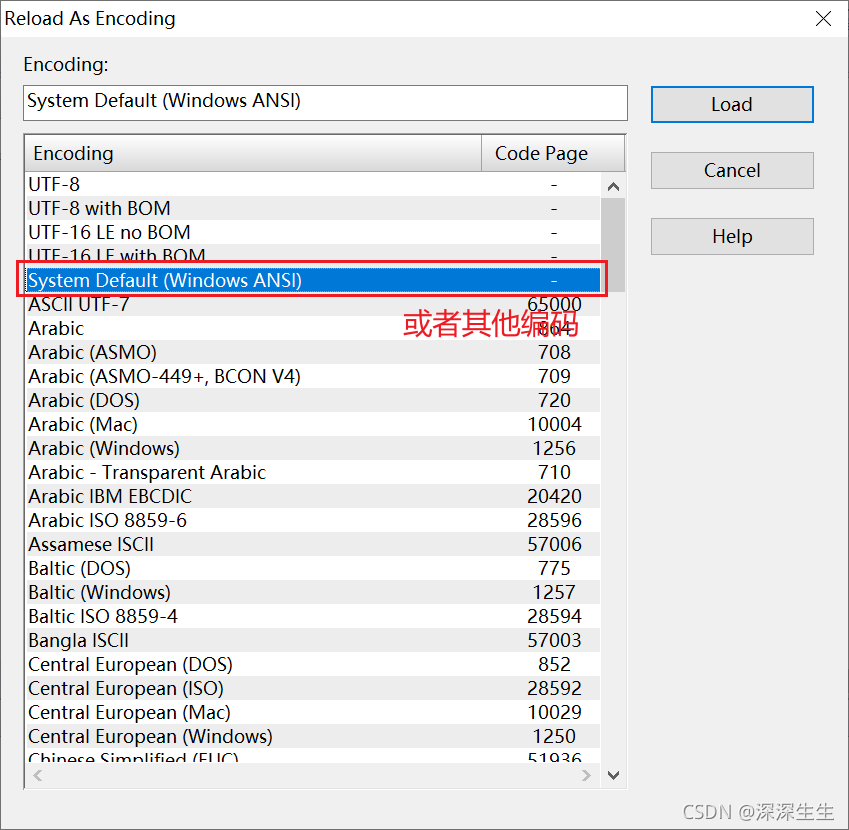 Reload As Encoding
Encoding:
System Default (Windows ANSI)
Load
Cancel
Help
Encoding Code Page
UTF-8 -
UTF-8 with BOM -
UTF-16 LE no BOM -
UTF-16 LE with BOM -
System Default (Windows ANSI) -
ASCII UTF-7 65000
或者其他编码
Arabic 864
Arabic (ASMO) 708
Arabic (ASMO-449+, BCON V4) 709
Arabic (DOS) 720
Arabic (Mac) 10004
Arabic (Windows) 1256
Arabic - Transparent Arabic 710
Arabic IBM EBCDIC 20420
Arabic ISO 8859-6 28596
Assamese ISCII 57006
Baltic (DOS) 775
Baltic (Windows) 1257
Baltic ISO 8859-4 28594
Bangla ISCII 57003
Central European (DOS) 852
Central European (ISO) 28592
Central European (Mac) 10029
Central European (Windows) 1250
Chinese Simplified (EUC) 51936
CSDN @深深生生